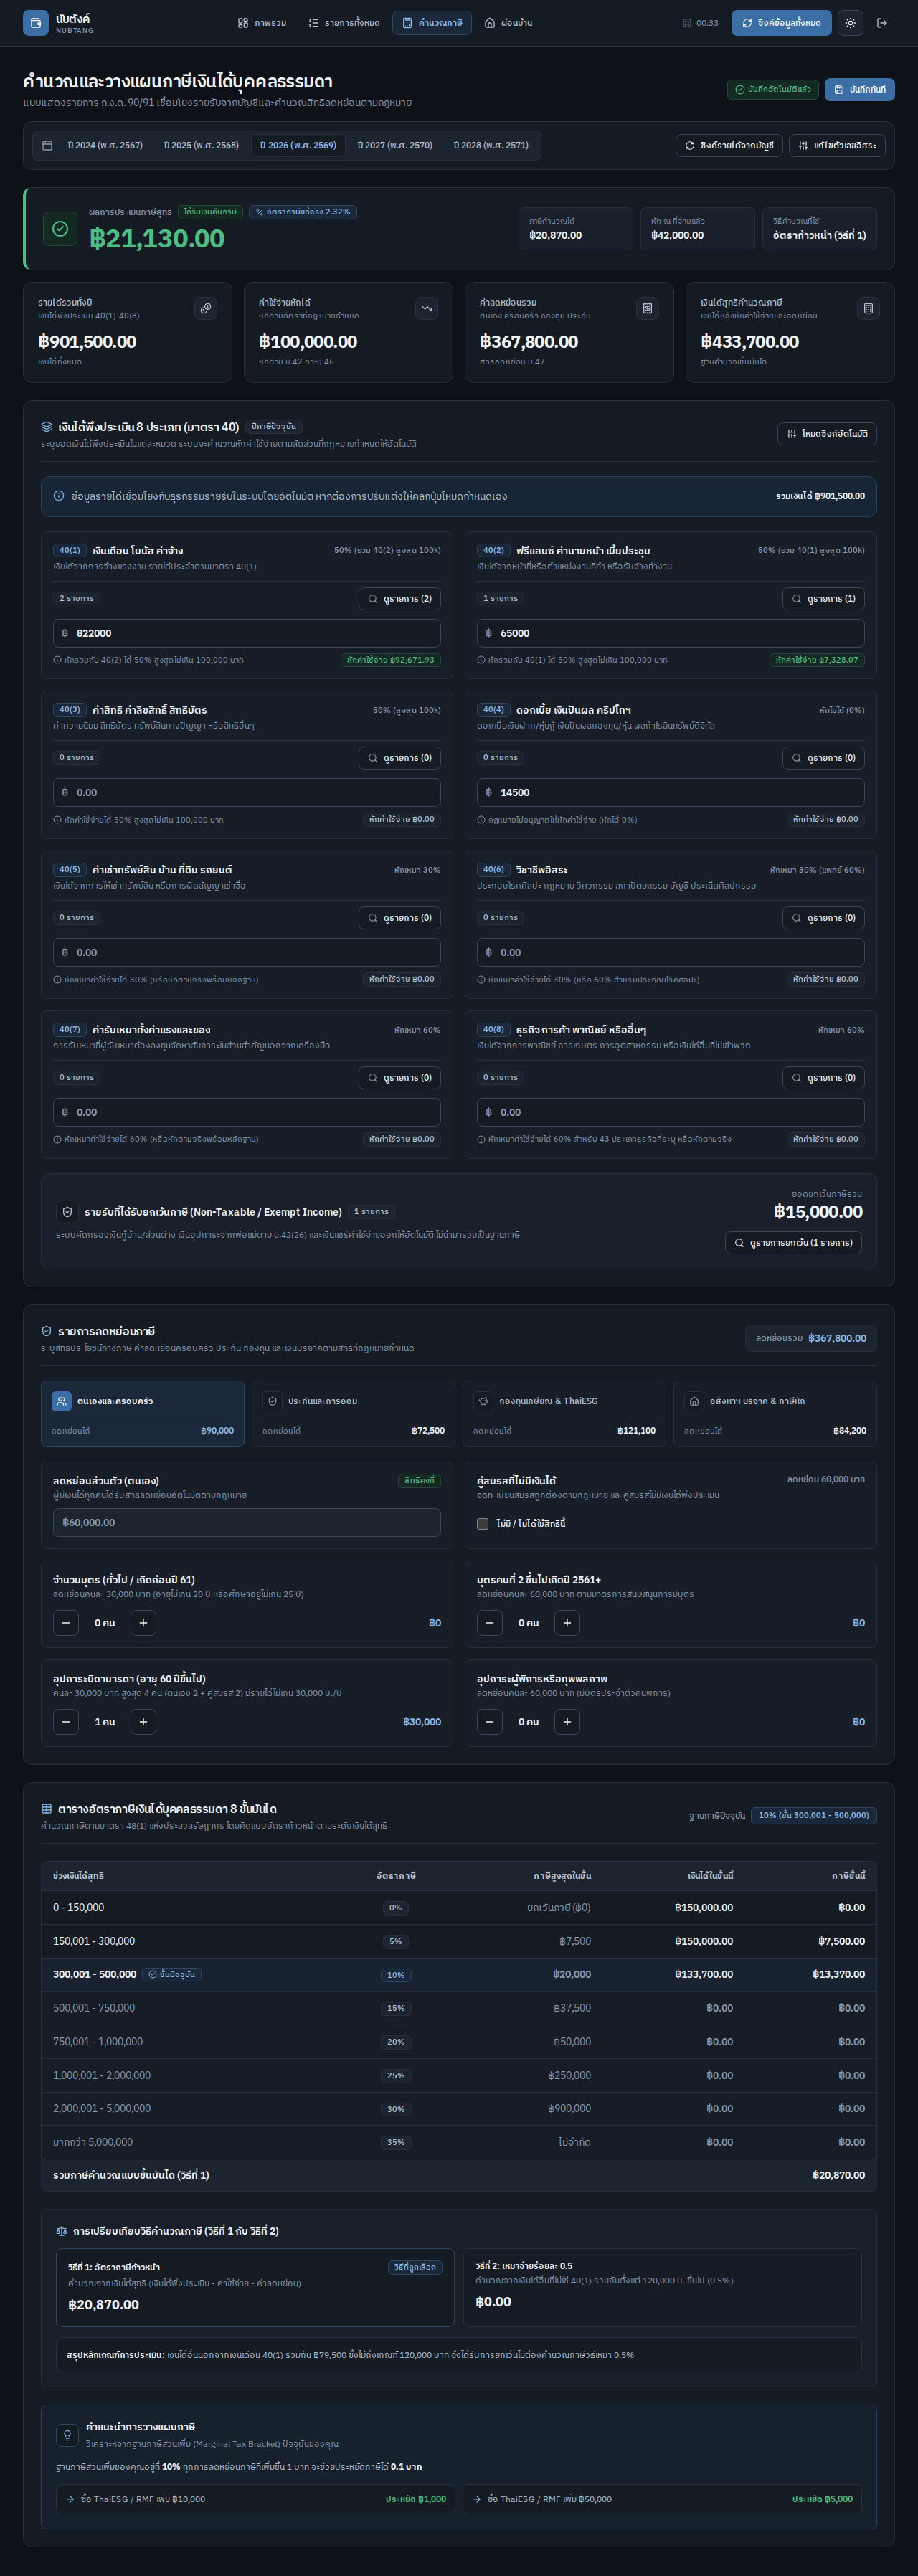 นับตังค์
NUBTANG
ภาพรวม
รายการทั้งหมด
คำนวณภาษี
ผ่อนบ้าน
00:33
ซิงค์ข้อมูลทั้งหมด
คำนวณและวางแผนภาษีเงินได้บุคคลธรรมดา
แบบแสดงรายการ ภ.ง.ด. 90/91 เชื่อมโยงรายรับจากบัญชีและคำนวณสิทธิลดหย่อนตามกฎหมาย
บันทึกอัตโนมัติแล้ว
บันทึกทันที
ปี 2024 (พ.ศ. 2567)
ปี 2025 (พ.ศ. 2568)
ปี 2026 (พ.ศ. 2569)
ปี 2027 (พ.ศ. 2570)
ปี 2028 (พ.ศ. 2571)
ซิงค์รายได้จากบัญชี
แก้ไขตัวเลขอิสระ
ผลการประเมินภาษีสุทธิ
ได้รับเงินคืนภาษี
อัตราภาษีแท้จริง 2.32%
฿21,130.00
ภาษีคำนวณได้
฿20,870.00
หัก ณ ที่จ่ายแล้ว
฿42,000.00
วิธีคำนวณที่ใช้
อัตราก้าวหน้า (วิธีที่ 1)
รายได้รวมทั้งปี
เงินได้พึงประเมิน 40(1)-40(8)
฿901,500.00
เงินได้ทั้งหมด
ค่าใช้จ่ายหักได้
หักตามอัตราที่กฎหมายกำหนด
฿100,000.00
หักตาม ม.42 ทวิ-ม.46
ค่าลดหย่อนรวม
ตนเอง ครอบครัว กองทุน ประกัน
฿367,800.00
สิทธิลดหย่อน ม.47
เงินได้สุทธิคำนวณภาษี
เงินได้หลังหักค่าใช้จ่ายและลดหย่อน
฿433,700.00
ฐานคำนวณขั้นบันได
เงินได้พึงประเมิน 8 ประเภท (มาตรา 40)
ปีภาษีปัจจุบัน
ระบุยอดเงินได้พึงประเมินในแต่ละหมวด ระบบจะคำนวณหักค่าใช้จ่ายตามสัดส่วนที่กฎหมายกำหนดให้อัตโนมัติ
โหมดซิงก์อัตโนมัติ
ข้อมูลรายได้เชื่อมโยงกับธุรกรรมรายรับในระบบโดยอัตโนมัติ หากต้องการปรับแต่งให้คลิกปุ่มโหมดกำหนดเอง
รวมเงินได้ ฿901,500.00
40(1)
เงินเดือน โบนัส ค่าจ้าง
50% (รวม 40(2) สูงสุด 100k)
เงินได้จากการจ้างแรงงาน รายได้ประจำตามมาตรา 40(1)
2 รายการ
ดูรายการ (2)
฿ 822000
หักรวมกับ 40(2) ได้ 50% สูงสุดไม่เกิน 100,000 บาท
หักค่าใช้จ่าย ฿92,671.93
40(2)
ฟรีแลนซ์ ค่านายหน้า เบี้ยประชุม
50% (รวม 40(1) สูงสุด 100k)
เงินได้จากหน้าที่หรือตำแหน่งงานที่ทำ หรือรับจ้างทำงาน
1 รายการ
ดูรายการ (1)
฿ 65000
หักรวมกับ 40(1) ได้ 50% สูงสุดไม่เกิน 100,000 บาท
หักค่าใช้จ่าย ฿7,328.07
40(3)
ค่าสิทธิ ค่าลิขสิทธิ์ สิทธิบัตร
50% (สูงสุด 100k)
ค่าความนิยม สิทธิบัตร ทรัพย์สินทางปัญญา หรือสิทธิอื่นๆ
0 รายการ
ดูรายการ (0)
฿ 0.00
หักค่าใช้จ่ายได้ 50% สูงสุดไม่เกิน 100,000 บาท
หักค่าใช้จ่าย ฿0.00
40(4)
ดอกเบี้ย เงินปันผล คริปโทฯ
หักไม่ได้ (0%)
ดอกเบี้ยเงินฝาก/หุ้นกู้ เงินปันผลกองทุน/หุ้น ผลกำไรสินทรัพย์ดิจิทัล
0 รายการ
ดูรายการ (0)
฿ 14500
กฎหมายไม่อนุญาตให้หักค่าใช้จ่าย (หักได้ 0%)
หักค่าใช้จ่าย ฿0.00
40(5)
ค่าเช่าทรัพย์สิน บ้าน ที่ดิน รถยนต์
หักเหมา 30%
เงินได้จากการให้เช่าทรัพย์สิน หรือการผิดสัญญาเช่าซื้อ
0 รายการ
ดูรายการ (0)
฿ 0.00
หักเหมาค่าใช้จ่ายได้ 30% (หรือหักตามจริงพร้อมหลักฐาน)
หักค่าใช้จ่าย ฿0.00
40(6)
วิชาชีพอิสระ
หักเหมา 30% (แพทย์ 60%)
ประกอบโรคศิลปะ กฎหมาย วิศวกรรม สถาปัตยกรรม บัญชี ประณีตศิลปกรรม
0 รายการ
ดูรายการ (0)
฿ 0.00
หักเหมาค่าใช้จ่ายได้ 30% (หรือ 60% สำหรับประกอบโรคศิลปะ)
หักค่าใช้จ่าย ฿0.00
40(7)
ค่ารับเหมาทั้งค่าแรงและของ
หักเหมา 60%
การรับเหมาที่ผู้รับเหมาต้องลงทุนจัดหาสัมภาระในส่วนสำคัญนอกจากเครื่องมือ
0 รายการ
ดูรายการ (0)
฿ 0.00
หักเหมาค่าใช้จ่ายได้ 60% (หรือหักตามจริงพร้อมหลักฐาน)
หักค่าใช้จ่าย ฿0.00
40(8)
ธุรกิจ การค้า พาณิชย์ หรืออื่นๆ
หักเหมา 60%
เงินได้จากการพาณิชย์ การเกษตร การอุตสาหกรรม หรือเงินได้อื่นที่ไม่เข้าพวก
0 รายการ
ดูรายการ (0)
฿ 0.00
หักเหมาค่าใช้จ่ายได้ 60% สำหรับ 43 ประเภทธุรกิจที่ระบุ หรือหักตามจริง
หักค่าใช้จ่าย ฿0.00
รายรับที่ได้รับยกเว้นภาษี (Non-Taxable / Exempt Income)
1 รายการ
ระบบคัดกรองเงินกู้บ้าน/ส่วนต่าง เงินอุปการะจากพ่อแม่ตาม ม.42(26) และเงินแชร์ค่าใช้จ่ายออกให้อัตโนมัติ ไม่นำมารวมเป็นฐานภาษี
ยอดยกเว้นภาษีรวม
฿15,000.00
ดูรายการยกเว้น (1 รายการ)
รายการลดหย่อนภาษี
ระบุสิทธิประโยชน์ทางภาษี ค่าลดหย่อนครอบครัว ประกัน กองทุน และเงินบริจาคตามสิทธิที่กฎหมายกำหนด
ลดหย่อนรวม ฿367,800.00
ตนเองและครอบครัว
ลดหย่อนได้ ฿90,000
ประกันและการออม
ลดหย่อนได้ ฿72,500
กองทุนเกษียณ & ThaiESG
ลดหย่อนได้ ฿121,100
อสังหาฯ บริจาค & ภาษีหัก
ลดหย่อนได้ ฿84,200
ลดหย่อนส่วนตัว (ตนเอง)
สิทธิคงที่
ผู้มีเงินได้ทุกคนได้รับสิทธิลดหย่อนอัตโนมัติตามกฎหมาย
฿60,000.00
คู่สมรสที่ไม่มีเงินได้
ลดหย่อน 60,000 บาท
จดทะเบียนสมรสถูกต้องตามกฎหมาย และคู่สมรสไม่มีเงินได้พึงประเมิน
ไม่มี / ไม่ได้ใช้สิทธินี้
จำนวนบุตร (ทั่วไป / เกิดก่อนปี 61)
ลดหย่อนคนละ 30,000 บาท (อายุไม่เกิน 20 ปี หรือศึกษาอยู่ไม่เกิน 25 ปี)
0 คน
฿0
บุตรคนที่ 2 ขึ้นไปเกิดปี 2561+
ลดหย่อนคนละ 60,000 บาท ตามมาตรการสนับสนุนการมีบุตร
0 คน
฿0
อุปการะบิดามารดา (อายุ 60 ปีขึ้นไป)
คนละ 30,000 บาท สูงสุด 4 คน (ตนเอง 2 + คู่สมรส 2) มีรายได้ไม่เกิน 30,000 บ./ปี
1 คน
฿30,000
อุปการะผู้พิการหรือทุพพลภาพ
ลดหย่อนคนละ 60,000 บาท (มีบัตรประจำตัวคนพิการ)
0 คน
฿0
ตารางอัตราภาษีเงินได้บุคคลธรรมดา 8 ขั้นบันได
คำนวณภาษีตามมาตรา 48(1) แห่งประมวลรัษฎากร โดยคิดแบบอัตราก้าวหน้าตามระดับเงินได้สุทธิ
ฐานภาษีปัจจุบัน
10% (ขั้น 300,001 - 500,000)
ช่วงเงินได้สุทธิ อัตราภาษี ภาษีสูงสุดในขั้น เงินได้ในขั้นนี้ ภาษีขั้นนี้
0 - 150,000 0% ยกเว้นภาษี (฿0) ฿150,000.00 ฿0.00
150,001 - 300,000 5% ฿7,500 ฿150,000.00 ฿7,500.00
300,001 - 500,000 ขั้นปัจจุบัน 10% ฿20,000 ฿133,700.00 ฿13,370.00
500,001 - 750,000 15% ฿37,500 ฿0.00 ฿0.00
750,001 - 1,000,000 20% ฿50,000 ฿0.00 ฿0.00
1,000,001 - 2,000,000 25% ฿250,000 ฿0.00 ฿0.00
2,000,001 - 5,000,000 30% ฿900,000 ฿0.00 ฿0.00
มากกว่า 5,000,000 35% ไม่จำกัด ฿0.00 ฿0.00
รวมภาษีคำนวณแบบขั้นบันได (วิธีที่ 1) ฿20,870.00
การเปรียบเทียบวิธีคำนวณภาษี (วิธีที่ 1 กับ วิธีที่ 2)
วิธีที่ 1: อัตราภาษีก้าวหน้า
วิธีที่ถูกเลือก
คำนวณจากเงินได้สุทธิ (เงินได้พึงประเมิน - ค่าใช้จ่าย - ค่าลดหย่อน)
฿20,870.00
วิธีที่ 2: เหมาจ่ายร้อยละ 0.5
คำนวณจากเงินได้อื่นที่ไม่ใช่ 40(1) รวมกันตั้งแต่ 120,000 บ. ขึ้นไป (0.5%)
฿0.00
สรุปหลักเกณฑ์การประเมิน: เงินได้อื่นนอกจากเงินเดือน 40(1) รวมกัน ฿79,500 ซึ่งไม่ถึงเกณฑ์ 120,000 บาท จึงได้รับการยกเว้นไม่ต้องคำนวณภาษีวิธีเหมา 0.5%
คำแนะนำการวางแผนภาษี
วิเคราะห์จากฐานภาษีส่วนเพิ่ม (Marginal Tax Bracket) ปัจจุบันของคุณ
ฐานภาษีส่วนเพิ่มของคุณอยู่ที่ 10% ทุกการลดหย่อนภาษีที่เพิ่มขึ้น 1 บาท จะช่วยประหยัดภาษีได้ 0.1 บาท
ซื้อ ThaiESG / RMF เพิ่ม ฿10,000
ประหยัด ฿1,000
ซื้อ ThaiESG / RMF เพิ่ม ฿50,000
ประหยัด ฿5,000